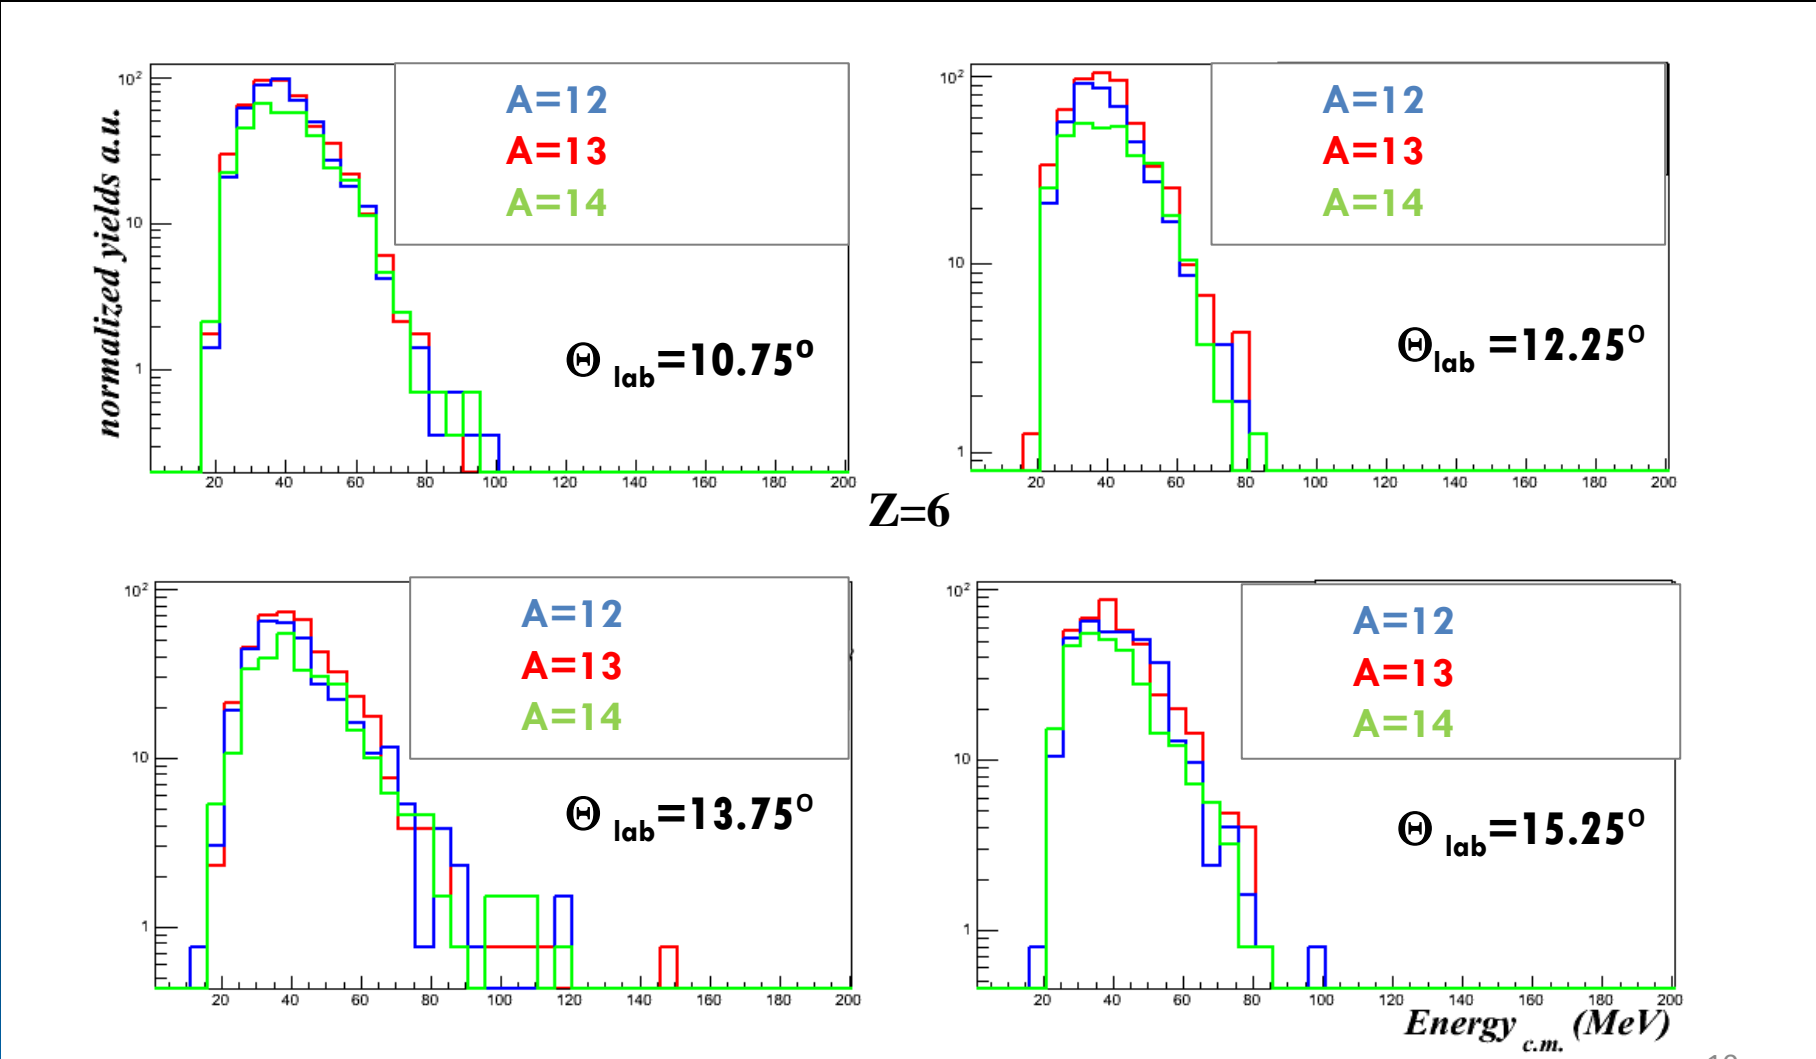 normalized yields a.u.
10²
10
1
20 40 60 80 100 120 140 160 180 200
A=12
A=13
A=14
Θ lab=10.75⁰
10²
10
1
20 40 60 80 100 120 140 160 180 200
A=12
A=13
A=14
Θlab =12.25⁰
Z=6
10²
10
1
20 40 60 80 100 120 140 160 180 200
A=12
A=13
A=14
Θ lab=13.75⁰
10²
10
1
20 40 60 80 100 120 140 160 180 200
A=12
A=13
A=14
Θ lab=15.25⁰
Energy c.m. (MeV)